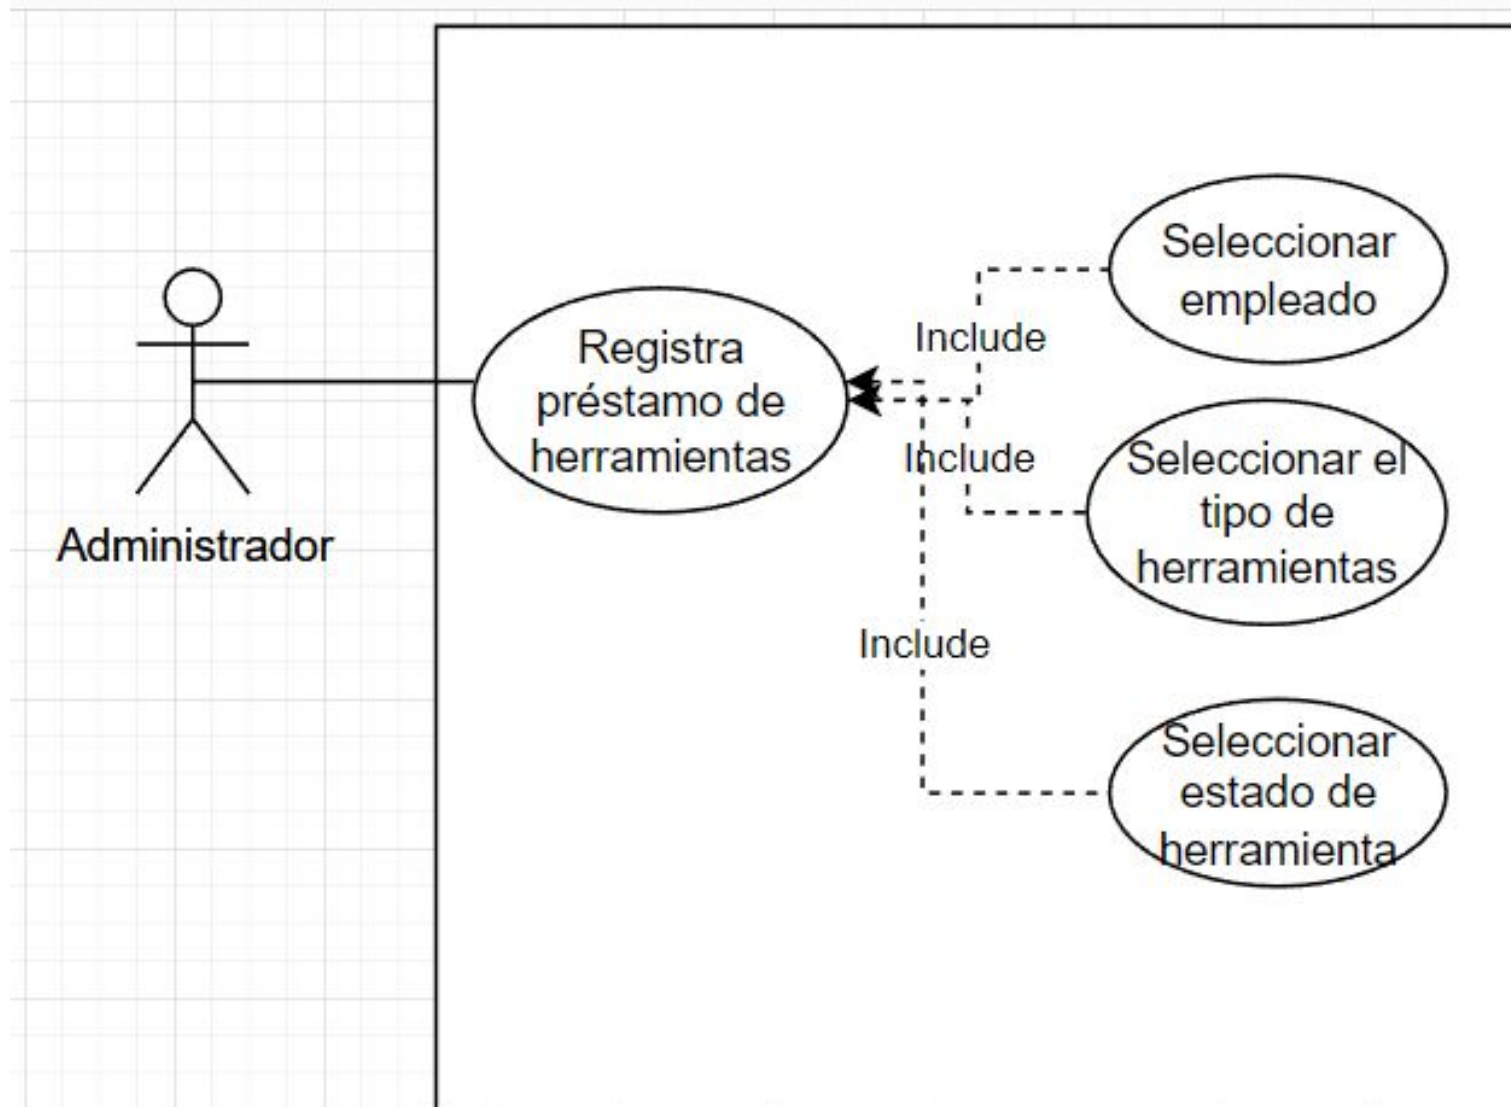 Administrador
Registra
préstamo de
herramientas
Include
Include
Include
Seleccionar
empleado
Seleccionar el
tipo de
herramientas
Seleccionar
estado de
herramienta